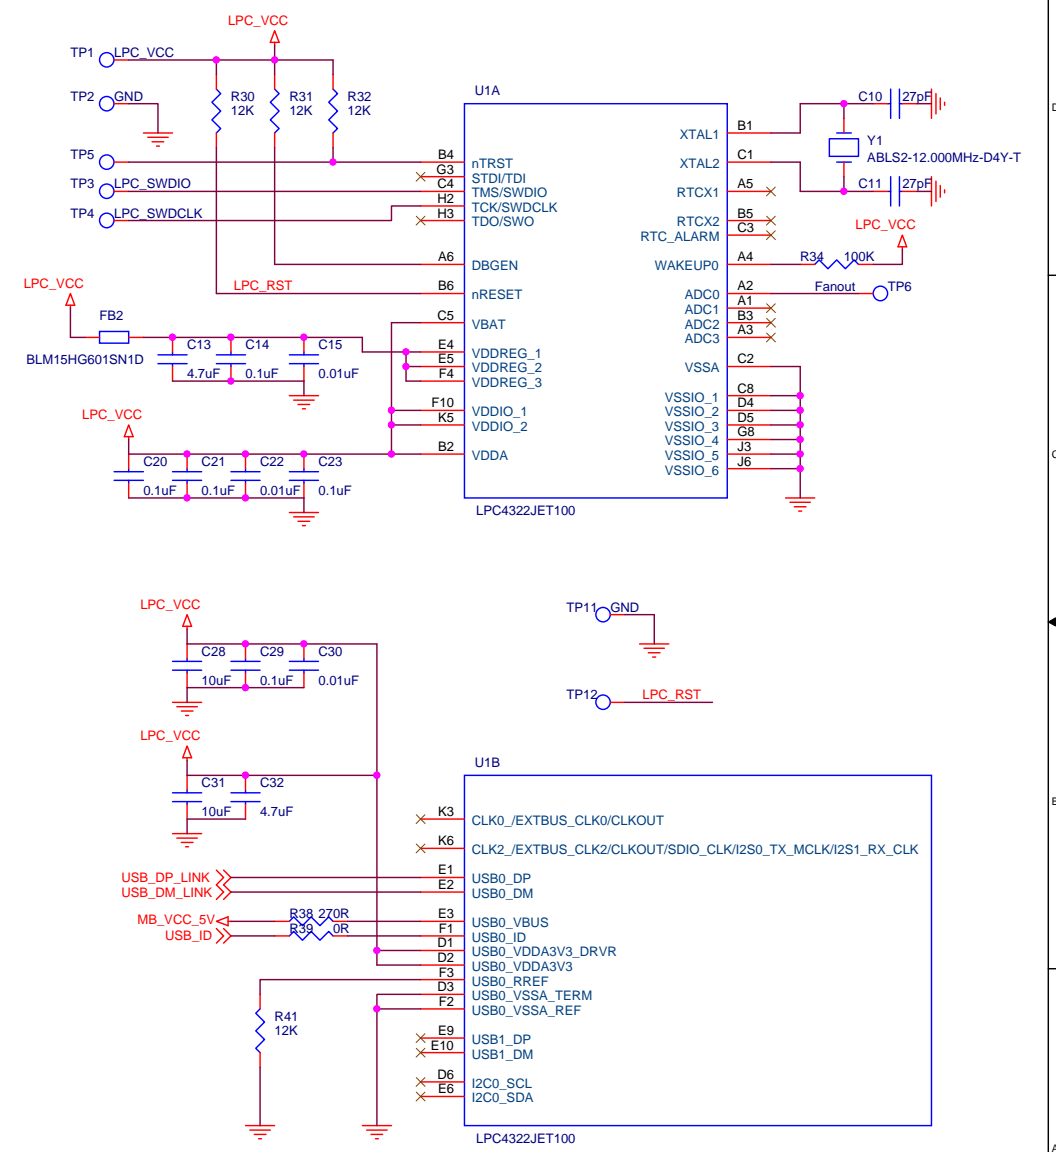 LPC_VCC
TP1 LPC_VCC
TP2 GND
R30 12K
R31 12K
R32 12K
TP5
TP3 LPC_SWDIO
TP4 LPC_SWDCLK
LPC_RST
U1A
B4 nTRST
G3 STDI/TDI
C4 TMS/SWDIO
H2 TCK/SWDCLK
H3 TDO/SWO
A6 DBGEN
B6 nRESET
C5 VBAT
E4 VDDREG_1
E5 VDDREG_2
F4 VDDREG_3
F10 VDDIO_1
K5 VDDIO_2
B2 VDDA
XTAL1 B1
XTAL2 C1
RTCX1 A5
RTCX2 B5
RTC_ALARM C3
WAKEUP0 A4
ADC0 A2
ADC1 A1
ADC2 B3
ADC3 A3
VSSA C2
VSSIO_1 C8
VSSIO_2 D4
VSSIO_3 D5
VSSIO_4 G8
VSSIO_5 J3
VSSIO_6 J6
LPC4322JET100
C10 27pF
Y1
ABLS2-12.000MHz-D4Y-T
C11 27pF
LPC_VCC
R34 100K
Fanout TP6
LPC_VCC
FB2
BLM15HG601SN1D
C13 4.7uF
C14 0.1uF
C15 0.01uF
LPC_VCC
C20 0.1uF
C21 0.1uF
C22 0.01uF
C23 0.1uF
LPC_VCC
C28 10uF
C29 0.1uF
C30 0.01uF
TP11 GND
TP12 LPC_RST
LPC_VCC
C31 10uF
C32 4.7uF
U1B
K3 CLK0_/EXTBUS_CLK0/CLKOUT
K6 CLK2_/EXTBUS_CLK2/CLKOUT/SDIO_CLK/I2S0_TX_MCLK/I2S1_RX_CLK
USB_DP_LINK E1 USB0_DP
USB_DM_LINK E2 USB0_DM
MB_VCC_5V R38 270R E3 USB0_VBUS
USB_ID R39 0R F1 USB0_ID
D1 USB0_VDDA3V3_DRVR
D2 USB0_VDDA3V3
F3 USB0_RREF
D3 USB0_VSSA_TERM
F2 USB0_VSSA_REF
R41
12K
E9 USB1_DP
E10 USB1_DM
D6 I2C0_SCL
E6 I2C0_SDA
LPC4322JET100
D
C
B
A